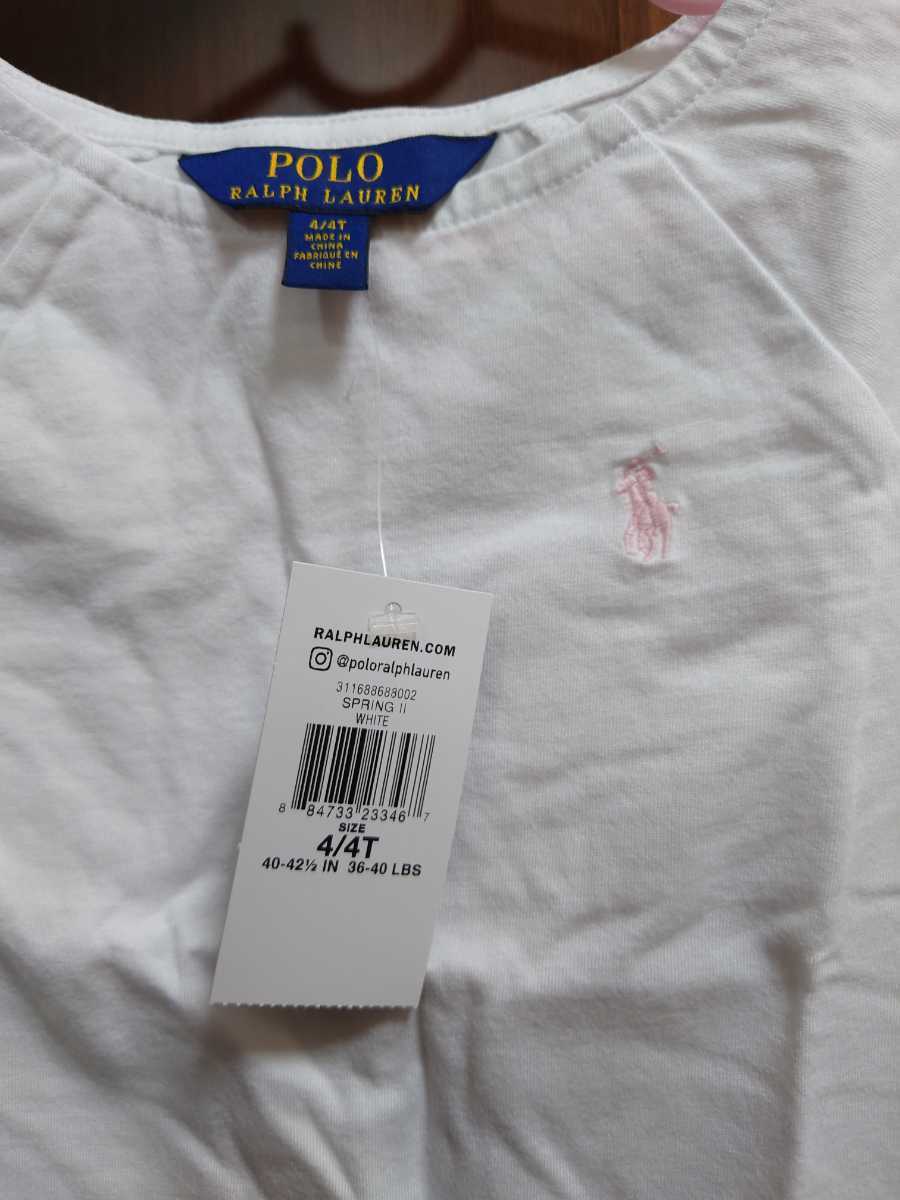 POLO
RALPH LAUREN
4/4T
MADE IN
CHINA
FABRIQUÉ EN
CHINE
RALPHLAUREN.COM
@poloralphlauren
311688688002
SPRING II
WHITE
8 84733 23346 7
SIZE
4/4T
40-42½ IN 36-40 LBS